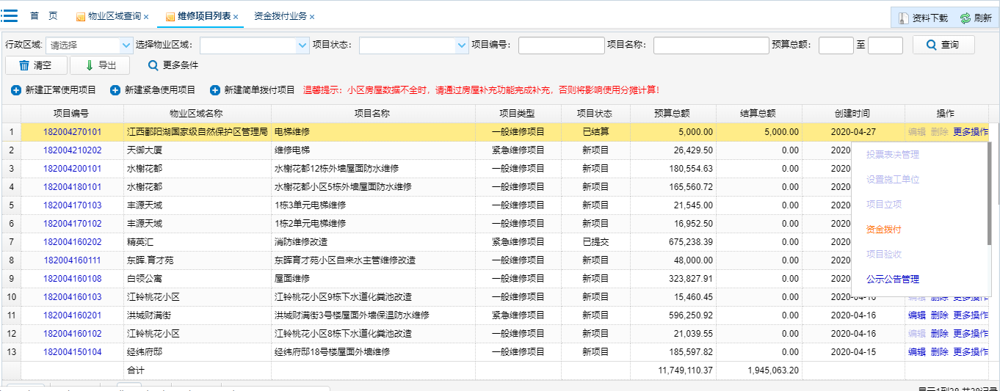 首 页 物业区域查询 × 维修项目列表 × 资金拨付业务 × 资料下载 刷新
行政区域: 请选择 选择物业区域: 项目状态: 项目编号: 项目名称: 预算总额: 至 查询
清空 导出 更多条件
新建正常使用项目 新建紧急使用项目 新建简单拨付项目 温馨提示：小区房屋数据不全时，请通过房屋补充功能完成补充，否则将影响使用分摊计算！
项目编号 物业区域名称 项目名称 项目类型 项目状态 预算总额 结算总额 创建时间 操作
1 182004270101 江西鄱阳湖国家级自然保护区管理局 电梯维修 一般维修项目 已结算 5,000.00 5,000.00 2020-04-27 编辑 删除 更多操作
2 182004210202 天御大厦 维修电梯 紧急维修项目 新项目 26,429.50 0.00 2020
3 182004200101 水榭花都 水榭花都12栋外墙屋面防水维修 一般维修项目 新项目 180,554.63 0.00 2020
4 182004180101 水榭花都 水榭花都小区5栋外墙屋面防水维修 一般维修项目 新项目 165,560.72 0.00 2020
5 182004170103 丰源天域 1栋3单元电梯维修 一般维修项目 新项目 21,545.00 0.00 2020
6 182004170102 丰源天域 1栋2单元电梯维修 一般维修项目 新项目 16,952.50 0.00 2020
7 182004160202 精英汇 消防维修改造 紧急维修项目 已提交 675,238.39 0.00 2020
8 182004160111 东晖.育才苑 东晖育才苑小区自来水主管维修改造 一般维修项目 新项目 48,000.00 0.00 2020
9 182004160108 白领公寓 屋面维修 一般维修项目 新项目 323,827.91 0.00 2020
10 182004160103 江铃桃花小区 江铃桃花小区9栋下水道化粪池改造 一般维修项目 新项目 15,460.45 0.00 2020-04-16 编辑 删除 更多操作
11 182004160201 洪城财满街 洪城财满街3号楼屋面外墙保温防水维修 紧急维修项目 新项目 596,250.92 0.00 2020-04-16 编辑 删除 更多操作
12 182004160102 江铃桃花小区 江铃桃花小区8栋下水道化粪池改造 一般维修项目 新项目 21,039.55 0.00 2020-04-16 编辑 删除 更多操作
13 182004150104 经纬府邸 经纬府邸18号楼屋面外墙维修 一般维修项目 新项目 185,597.82 0.00 2020-04-15 编辑 删除 更多操作
合计 11,749,110.37 1,945,063.20
投票表决管理
设置施工单位
项目立项
资金拨付
项目验收
公示公告管理
显示1到28,共28记录